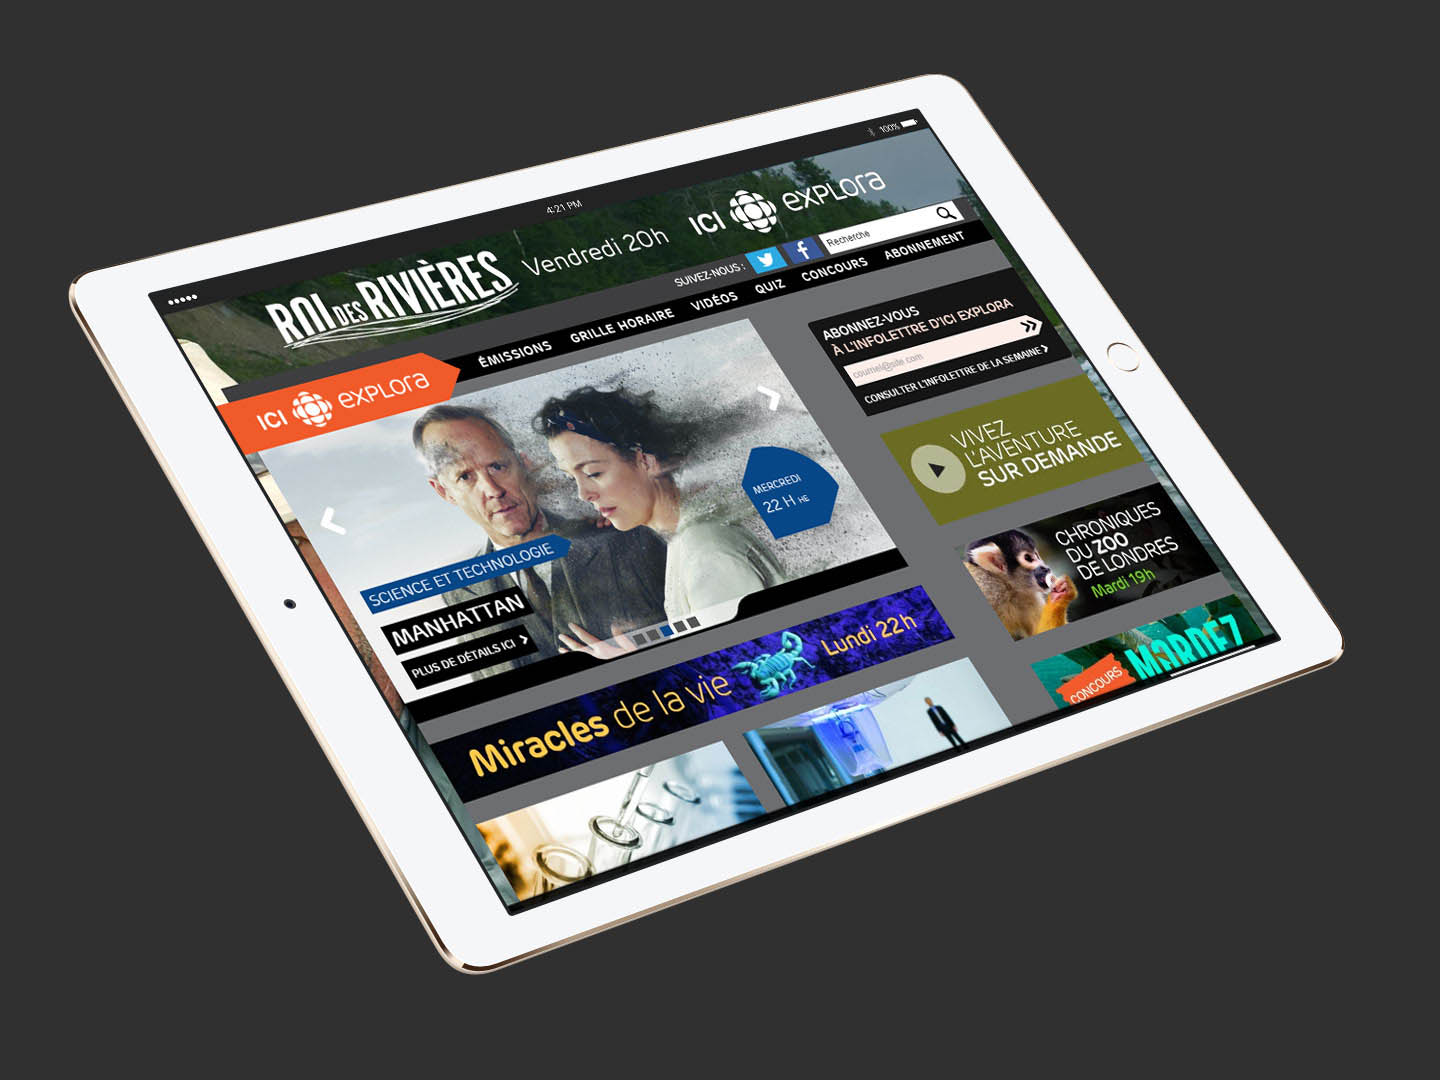 4:21 PM
100%
ROI DES RIVIÈRES
Vendredi 20h
ICI EXPLORA
SUIVEZ-NOUS :
Recherche
ICI EXPLORA
ÉMISSIONS
GRILLE HORAIRE
VIDÉOS
QUIZ
CONCOURS
ABONNEMENT
MERCREDI
22 H HE
SCIENCE ET TECHNOLOGIE
MANHATTAN
PLUS DE DÉTAILS ICI
Miracles de la vie
Lundi 22h
ABONNEZ-VOUS
À L'INFOLETTRE D'ICI EXPLORA
courriel@site.com
CONSULTER L'INFOLETTRE DE LA SEMAINE
VIVEZ
L'AVENTURE
SUR DEMANDE
CHRONIQUES
DU ZOO
DE LONDRES
Mardi 19h
CONCOURS